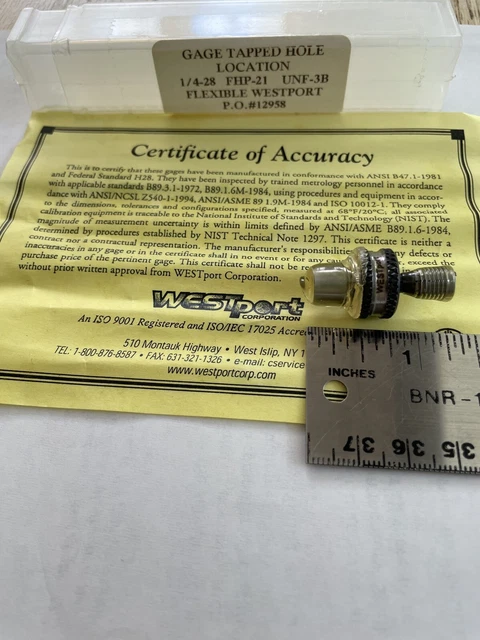 GAGE TAPPED HOLE
LOCATION
1/4-28 FHP-21 UNF-3B
FLEXIBLE WESTPORT
P.O.#12958
Certificate of Accuracy
This is to certify that these gages have been manufactured in conformance with ANSI B47.1-1981
and Federal Standard H28. They have been inspected by trained metrology personnel in accordance
with applicable standards B89.3.1-1972, B89.1.6M-1984, using procedures and equipment in accor-
dance with ANSI/NCSL Z540-1-1994, ANSI/ASME 89 1.9M-1984 and ISO 10012-1. They comply
to the dimensions, tolerances and configurations specified, measured at 68°F/20°C; all associated
calibration equipment is traceable to the National Institute of Standards and Technology (NIST). The
magnitude of measurement uncertainty is within limits defined by ANSI/ASME B89.1.6-1984,
determined by procedures established by NIST Technical Note 1297. This certificate is neither a
contract nor a contractual representation. The manufacturer's responsibilities any defects or
inaccuracies in any gage or in the certificate shall in no event or for any exceed the
purchase price of the pertinent gage. This certificate shall not be
without prior written approval from WESTport Corporation.
WESTport
CORPORATION
An ISO 9001 Registered and ISO/IEC 17025
510 Montauk Highway • West Islip, NY
TEL: 1-800-876-8587 • FAX: 631-321-1326 • e-mail:
www.westportcorp.com
WEST
1
INCHES
BNR-1
37 36 35